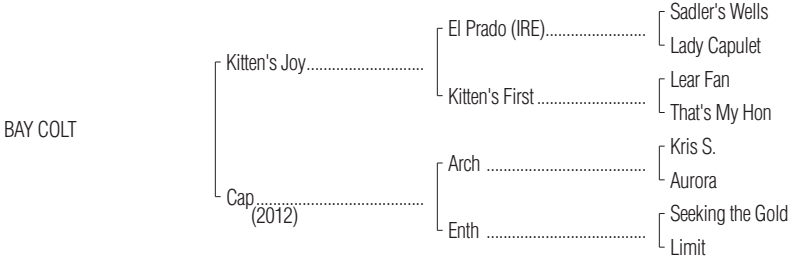 Sadler's Wells
El Prado (IRE)
Lady Capulet
Kitten's Joy
Lear Fan
Kitten's First
That's My Hon
BAY COLT
Kris S.
Arch
Aurora
Cap
(2012)
Seeking the Gold
Enth
Limit